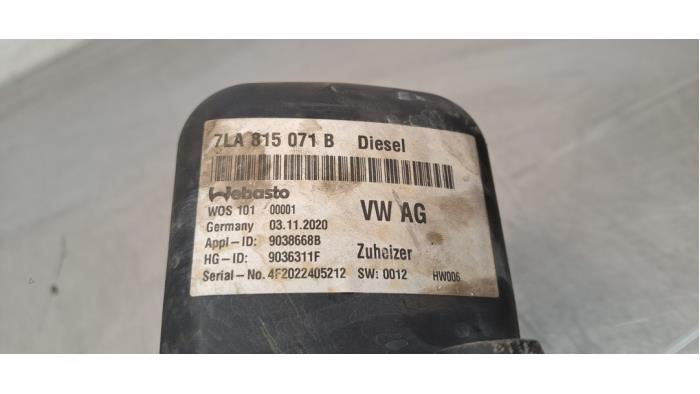 7LA 815 071 B Diesel
Webasto
WOS 101 00001 VW AG
Germany 03.11.2020
Appl-ID: 9038668B
HG-ID: 9036311F Zuheizer
Serial-No. 4F2022405212 SW: 0012 HW006